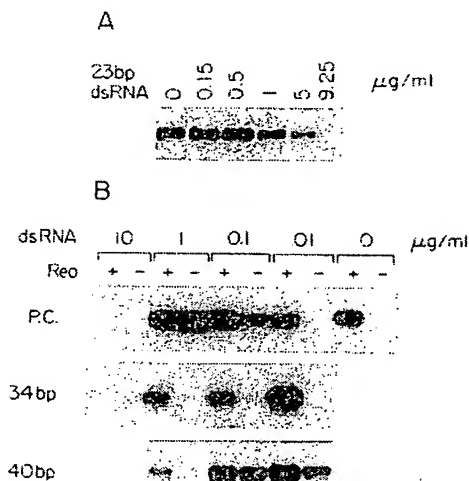 A
23bp
dsRNA 0 0.15 0.5 1 5 9.25 μg/ml
B
dsRNA 10 1 0.1 .01 0 μg/ml
Reo + - + - + - + - + -
P.C.
34bp
40bp